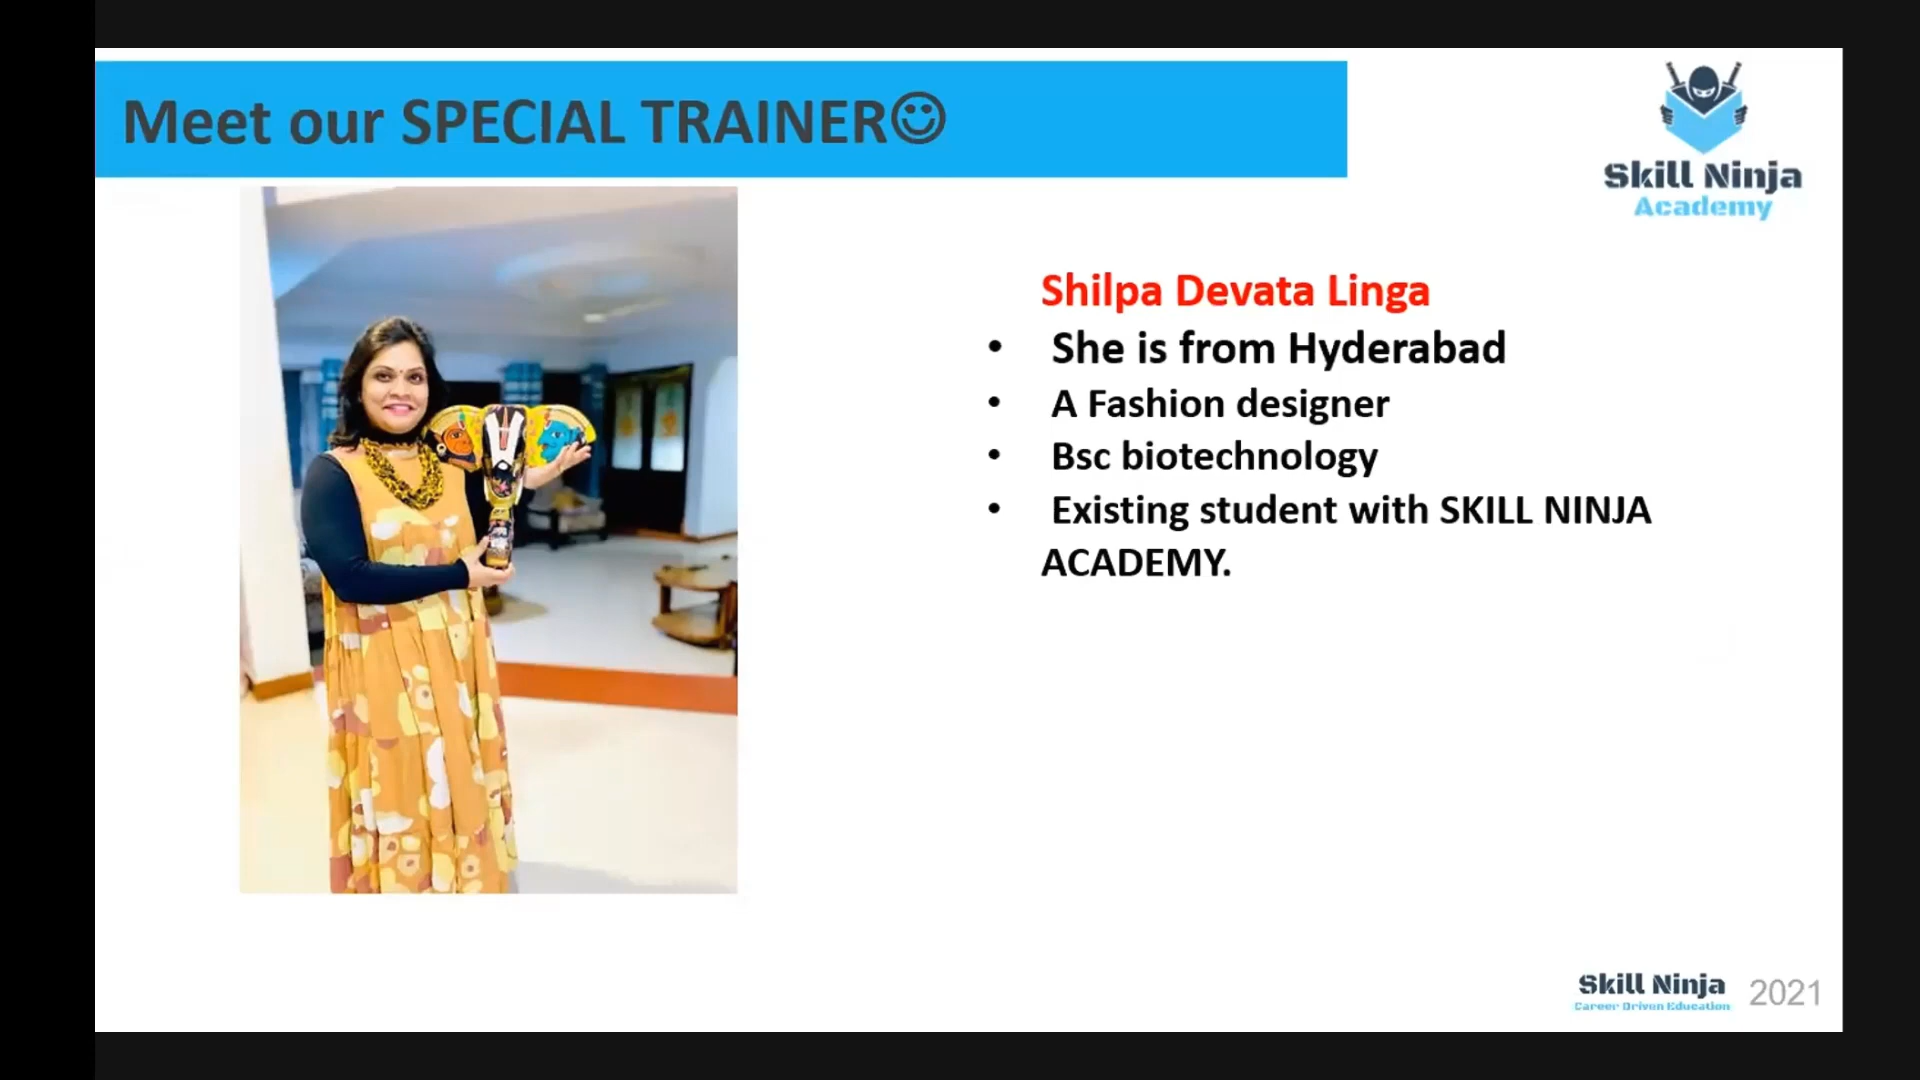 Meet our SPECIAL TRAINER☺
Skill Ninja
Academy
Shilpa Devata Linga
• She is from Hyderabad
• A Fashion designer
• Bsc biotechnology
• Existing student with SKILL NINJA
ACADEMY.
Skill Ninja
Career Driven Education
2021